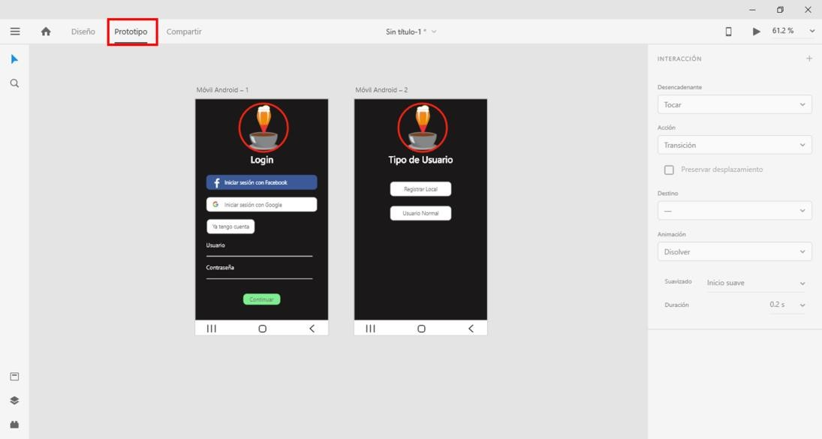 Diseño Prototipo Compartir Sin título-1 * 61.2 %
Móvil Android – 1
Login
Iniciar sesión con Facebook
G Iniciar sesión con Google
Ya tengo cuenta
Usuario
Contraseña
Continuar
Móvil Android – 2
Tipo de Usuario
Registrar Local
Usuario Normal
INTERACCIÓN
Desencadenante
Tocar
Acción
Transición
Preservar desplazamiento
Destino
—
Animación
Disolver
Suavizado Inicio suave
Duración 0.2 s